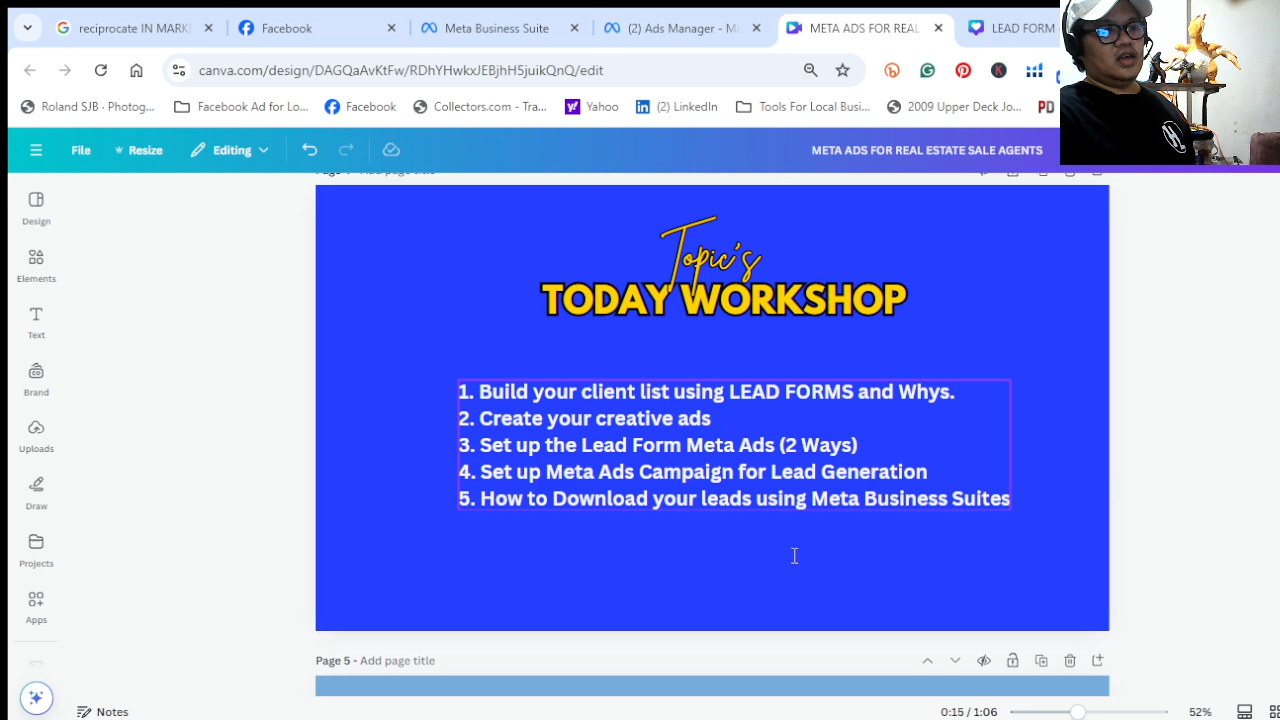 reciprocate IN MARK
Facebook
Meta Business Suite
(2) Ads Manager - M
META ADS FOR REAL
LEAD FORM
canva.com/design/DAGQaAvKtFw/RDnYHwkxJEBjhH5juikQnQ/edit
Roland SJB · Photog...
Facebook Ad for Lo...
Facebook
Collectors.com - Tra...
Yahoo
(2) LinkedIn
Tools For Local Busi...
2009 Upper Deck Jo...
File
Resize
Editing
META ADS FOR REAL ESTATE SALE AGENTS
Design
Elements
Text
Brand
Uploads
Draw
Projects
Apps
Topic's
TODAY WORKSHOP
1. Build your client list using LEAD FORMS and Whys.
2. Create your creative ads
3. Set up the Lead Form Meta Ads (2 Ways)
4. Set up Meta Ads Campaign for Lead Generation
5. How to Download your leads using Meta Business Suites
Page 5 - Add page title
Notes
0:15 / 1:06
52%